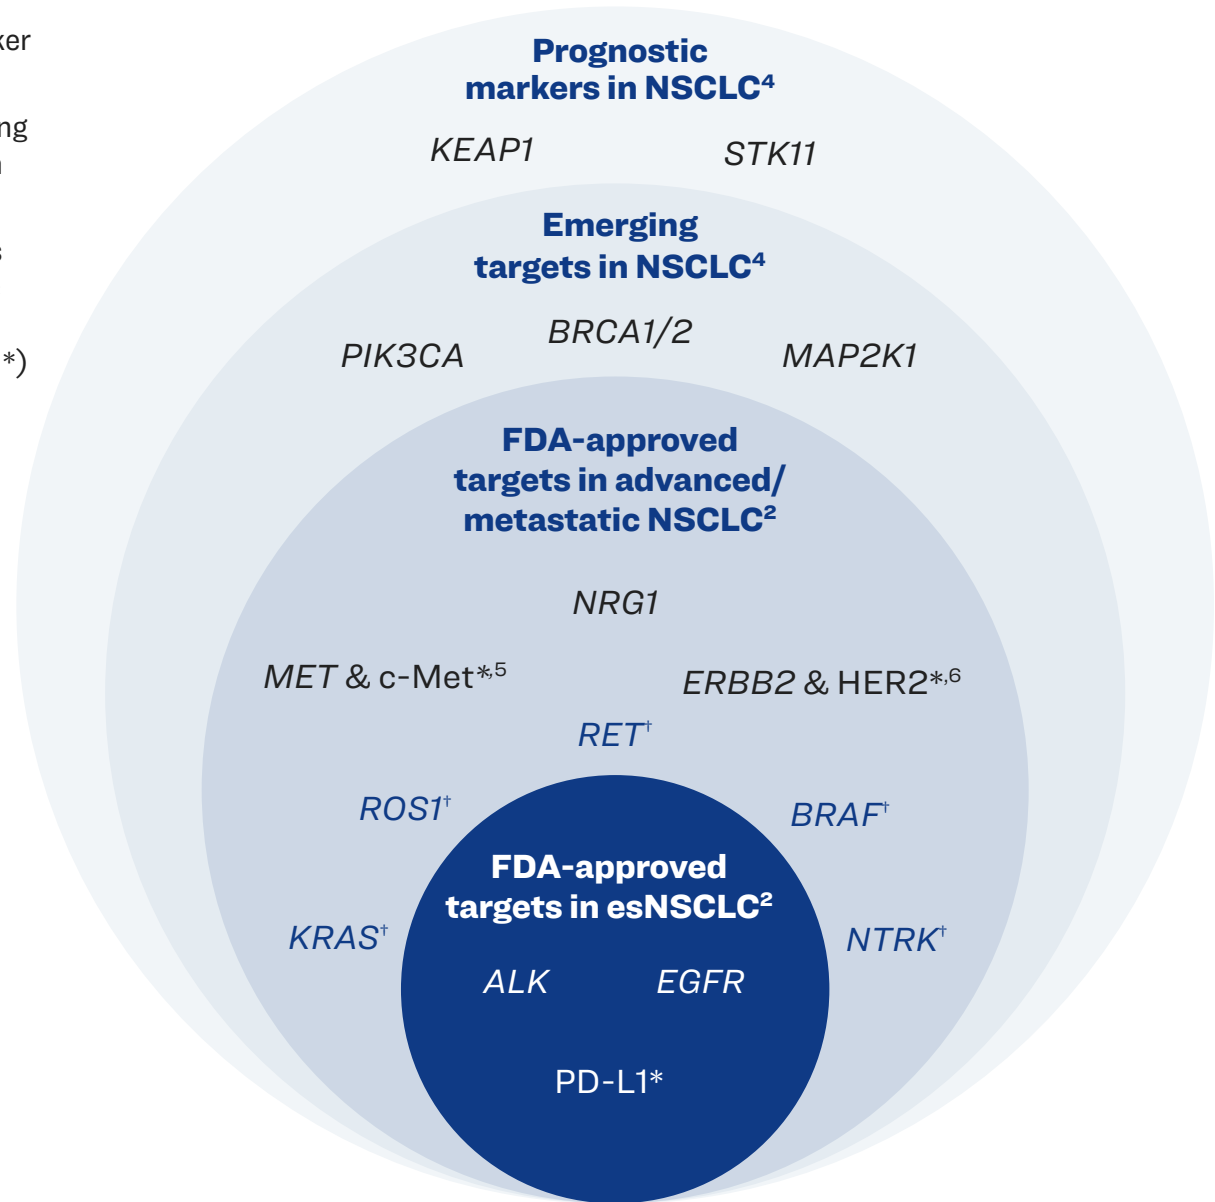 ker
ng
n
s
*)
Prognostic
markers in NSCLC⁴
KEAP1 STK11
Emerging
targets in NSCLC⁴
BRCA1/2
PIK3CA MAP2K1
FDA-approved
targets in advanced/
metastatic NSCLC²
NRG1
MET & c-Met*,⁵ ERBB2 & HER2*,⁶
RET†
ROS1† BRAF†
FDA-approved
targets in esNSCLC²
KRAS† NTRK†
ALK EGFR
PD-L1*